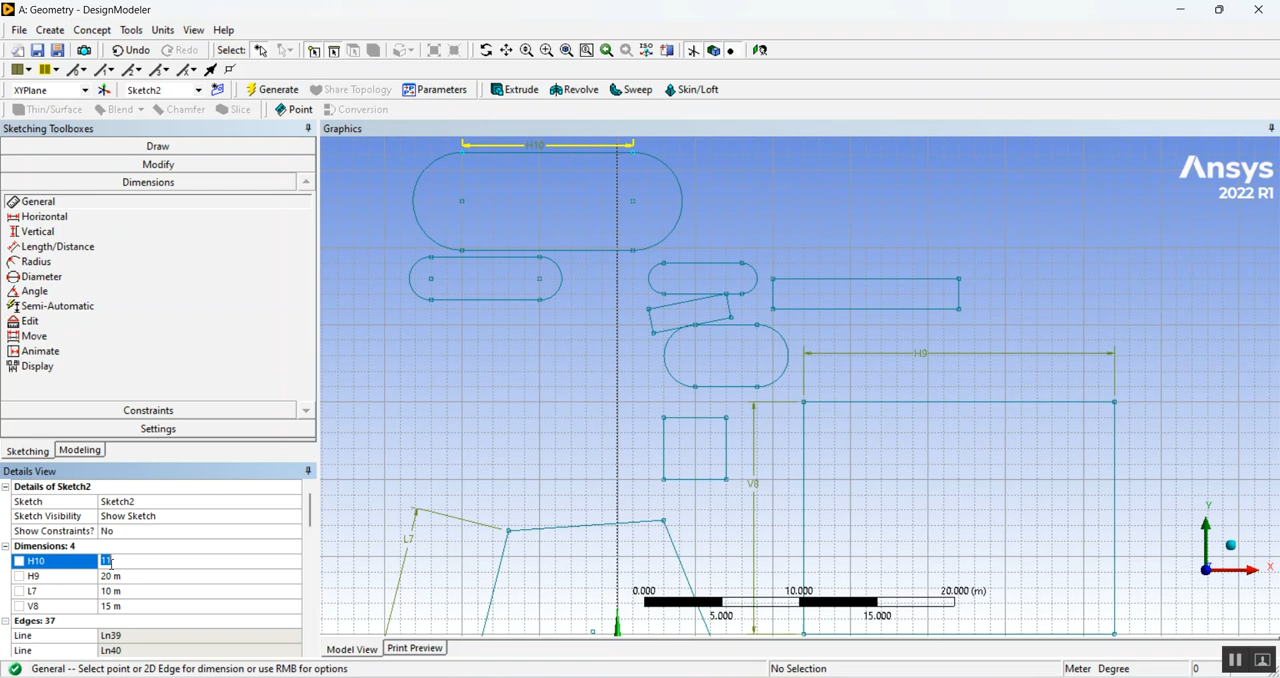 A: Geometry - DesignModeler
File Create Concept Tools Units View Help
Undo Redo Select: ISO
XYPlane Sketch2 Generate Share Topology Parameters Extrude Revolve Sweep Skin/Loft
Thin/Surface Blend Chamfer Slice Point Conversion
Sketching Toolboxes
Draw
Modify
Dimensions
General
Horizontal
Vertical
Length/Distance
Radius
Diameter
Angle
Semi-Automatic
Edit
Move
Animate
Display
Constraints
Settings
Sketching Modeling
Details View
Details of Sketch2
Sketch Sketch2
Sketch Visibility Show Sketch
Show Constraints? No
Dimensions: 4
H10 11
H9 20 m
L7 10 m
V8 15 m
Edges: 37
Line Ln39
Line Ln40
Graphics
H10
Ansys
2022 R1
H9
V8
L7
0.000 10.000 20.000 (m)
5.000 15.000
Y
X
Model View Print Preview
General -- Select point or 2D Edge for dimension or use RMB for options No Selection Meter Degree 0